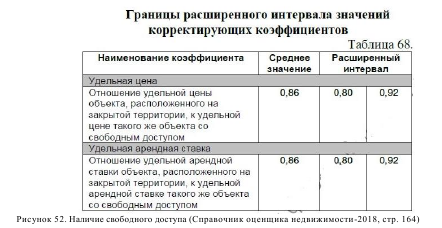 Границы расширенного интервала значений
корректирующих коэффициентов
Таблица 68.
Наименование коэффициента Среднее значение Расширенный интервал
Удельная цена
Отношение удельной цены 0,86 0,80 0,92
объекта, расположенного на
закрытой территории, к удельной
цене такого же объекта со
свободным доступом
Удельная арендная ставка
Отношение удельной арендной 0,86 0,80 0,92
ставки объекта, расположенного на
закрытой территории, к удельной
арендной ставке такого же объекта
со свободным доступом
Рисунок 52. Наличие свободного доступа (Справочник оценщика недвижимости-2018, стр. 164)